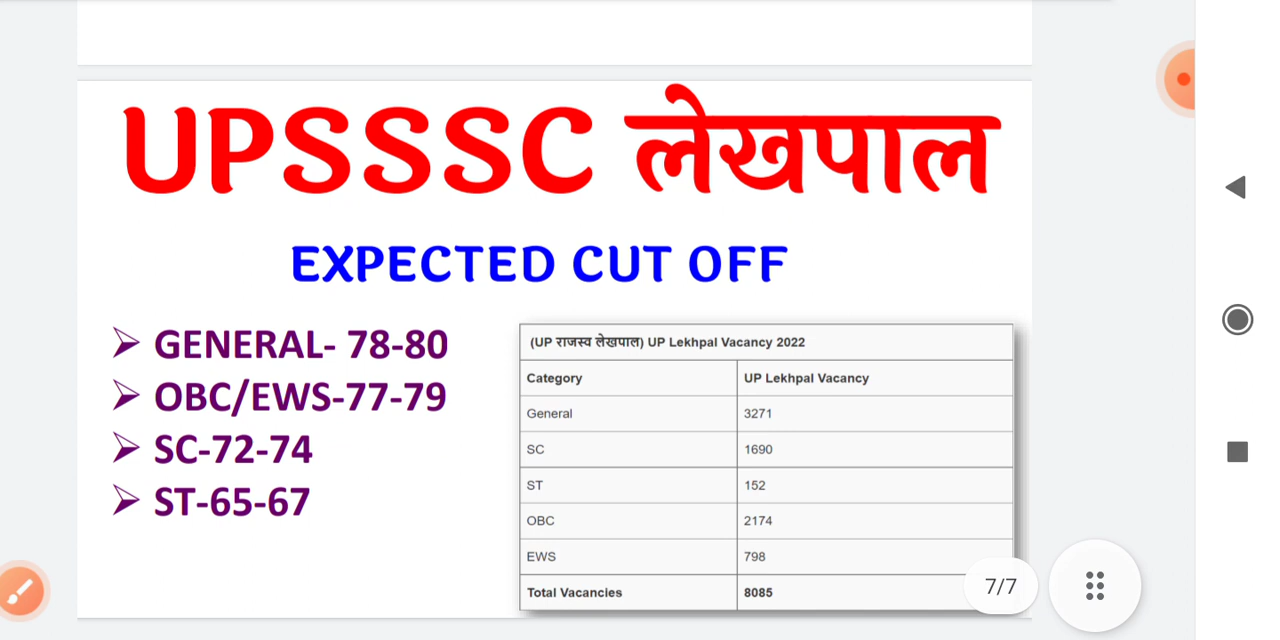 UPSSSC लेखपाल
EXPECTED CUT OFF
➢ GENERAL- 78-80
➢ OBC/EWS-77-79
➢ SC-72-74
➢ ST-65-67
(UP राजस्व लेखपाल) UP Lekhpal Vacancy 2022
Category UP Lekhpal Vacancy
General 3271
SC 1690
ST 152
OBC 2174
EWS 798
Total Vacancies 8085
7/7